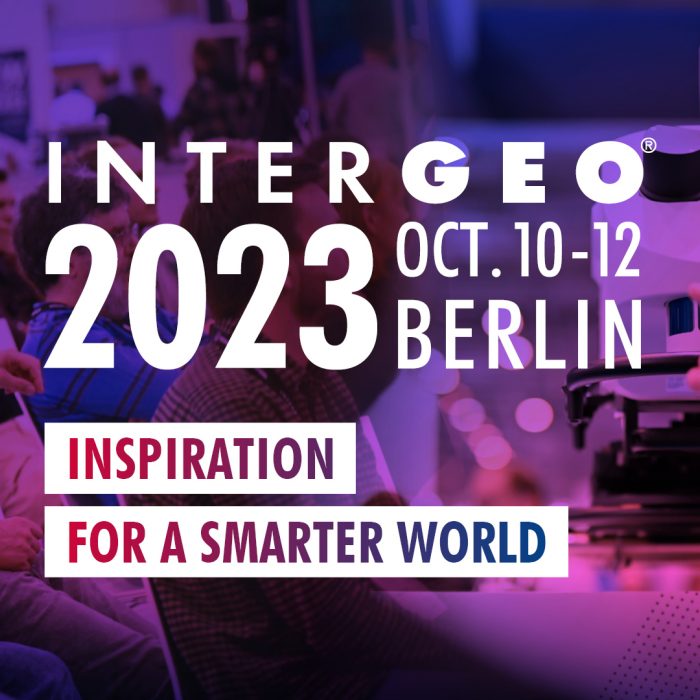 INTERGEO®
2023 OCT. 10-12
BERLIN
INSPIRATION
FOR A SMARTER WORLD